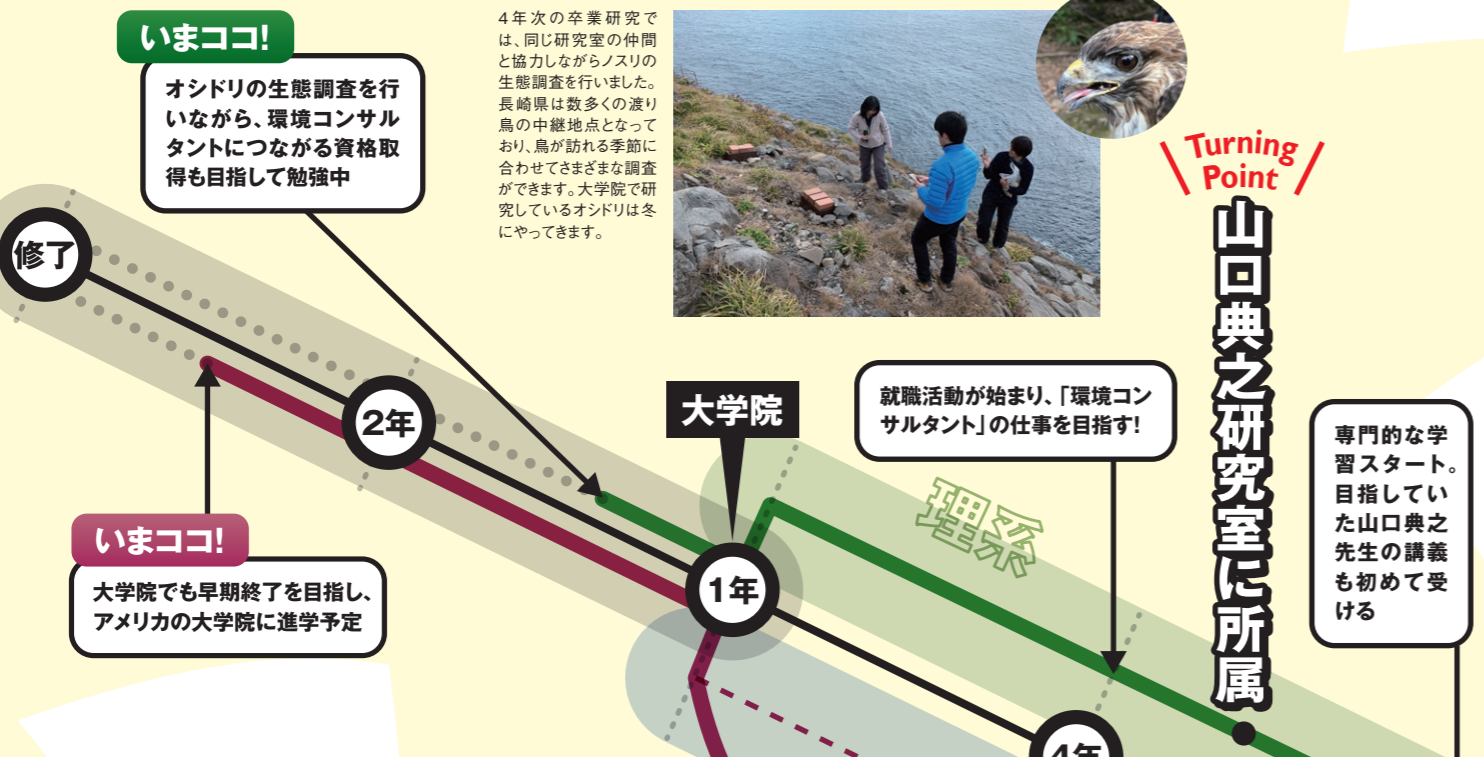 いまココ!
オシドリの生態調査を行
いながら、環境コンサル
タントにつながる資格取
得も目指して勉強中
4年次の卒業研究で
は、同じ研究室の仲間
と協力しながらノスリの
生態調査を行いました。
長崎県は数多くの渡り
鳥の中継地点となって
おり、鳥が訪れる季節に
合わせてさまざまな調査
ができます。大学院で研
究しているオシドリは冬
にやってきます。
Turning
Point
山口典之研究室に所属
修了
2年
大学院
就職活動が始まり、「環境コン
サルタント」の仕事を目指す!
専門的な学
習スタート。
目指してい
た山口典之
先生の講義
も初めて受
ける
理系
いまココ!
大学院でも早期終了を目指し、
アメリカの大学院に進学予定
1年
4年